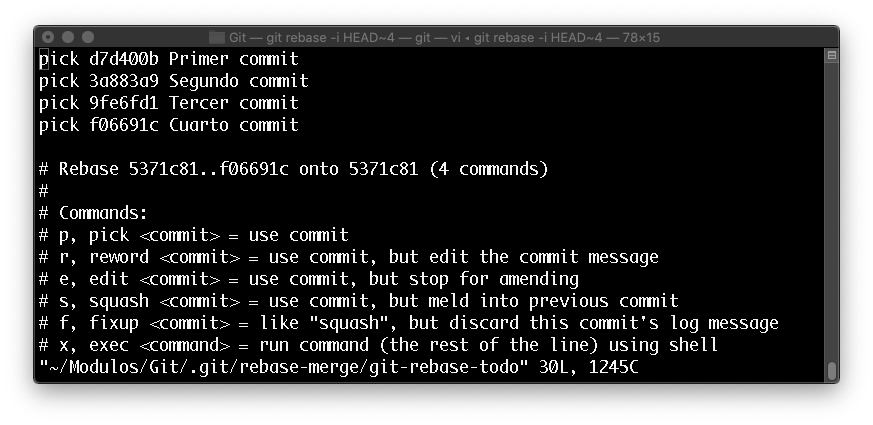 Git — git rebase -i HEAD~4 — git — vi ◂ git rebase -i HEAD~4 — 78×15
pick d7d400b Primer commit
pick 3a883a9 Segundo commit
pick 9fe6fd1 Tercer commit
pick f06691c Cuarto commit
# Rebase 5371c81..f06691c onto 5371c81 (4 commands)
#
# Commands:
# p, pick <commit> = use commit
# r, reword <commit> = use commit, but edit the commit message
# e, edit <commit> = use commit, but stop for amending
# s, squash <commit> = use commit, but meld into previous commit
# f, fixup <commit> = like "squash", but discard this commit's log message
# x, exec <command> = run command (the rest of the line) using shell
"~/Modulos/Git/.git/rebase-merge/git-rebase-todo" 30L, 1245C